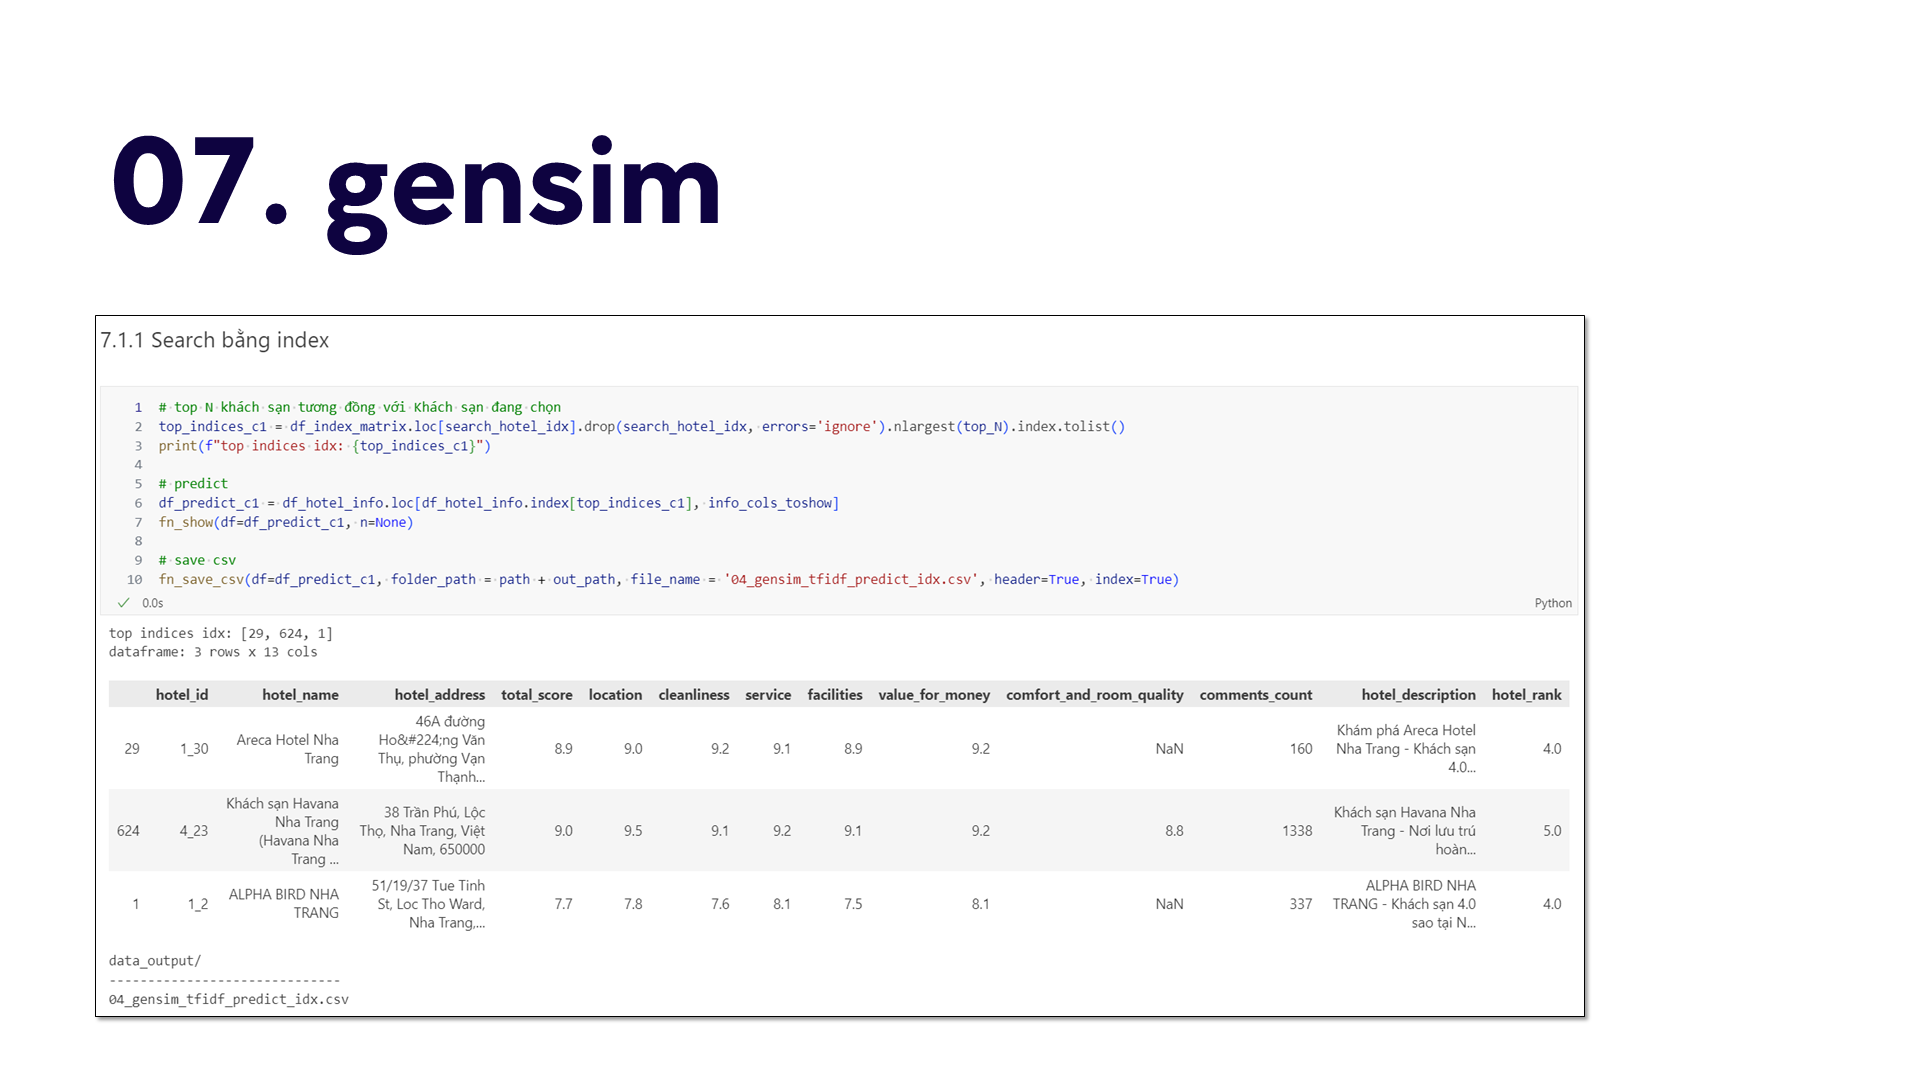 07. gensim
7.1.1 Search bằng index
1 # top N khách sạn tương đồng với Khách sạn đang chọn
2 top_indices_c1 = df_index_matrix.loc[search_hotel_idx].drop(search_hotel_idx, errors='ignore').nlargest(top_N).index.tolist()
3 print(f"top indices idx: {top_indices_c1}")
4
5 # predict
6 df_predict_c1 = df_hotel_info.loc[df_hotel_info.index[top_indices_c1], info_cols_toshow]
7 fn_show(df=df_predict_c1, n=None)
8
9 # save csv
10 fn_save_csv(df=df_predict_c1, folder_path = path + out_path, file_name = '04_gensim_tfidf_predict_idx.csv', header=True, index=True)
0.0s
Python
top indices idx: [29, 624, 1]
dataframe: 3 rows x 13 cols
hotel_id hotel_name hotel_address total_score location cleanliness service facilities value_for_money comfort_and_room_quality comments_count hotel_description hotel_rank
29 1_30
Areca Hotel Nha
Trang
46A đường
Ho&#224;ng Văn
Thụ, phường Vạn
Thạnh...
8.9 9.0 9.2 9.1 8.9 9.2 NaN 160
Khám phá Areca Hotel
Nha Trang - Khách sạn
4.0...
4.0
624 4_23
Khách sạn Havana
Nha Trang
(Havana Nha
Trang ...
38 Trần Phú, Lộc
Thọ, Nha Trang, Việt
Nam, 650000
9.0 9.5 9.1 9.2 9.1 9.2 8.8 1338
Khách sạn Havana Nha
Trang - Nơi lưu trú
hoàn...
5.0
1 1_2
ALPHA BIRD NHA
TRANG
51/19/37 Tue Tinh
St, Loc Tho Ward,
Nha Trang,...
7.7 7.8 7.6 8.1 7.5 8.1 NaN 337
ALPHA BIRD NHA
TRANG - Khách sạn 4.0
sao tại N...
4.0
data_output/
------------------------------
04_gensim_tfidf_predict_idx.csv